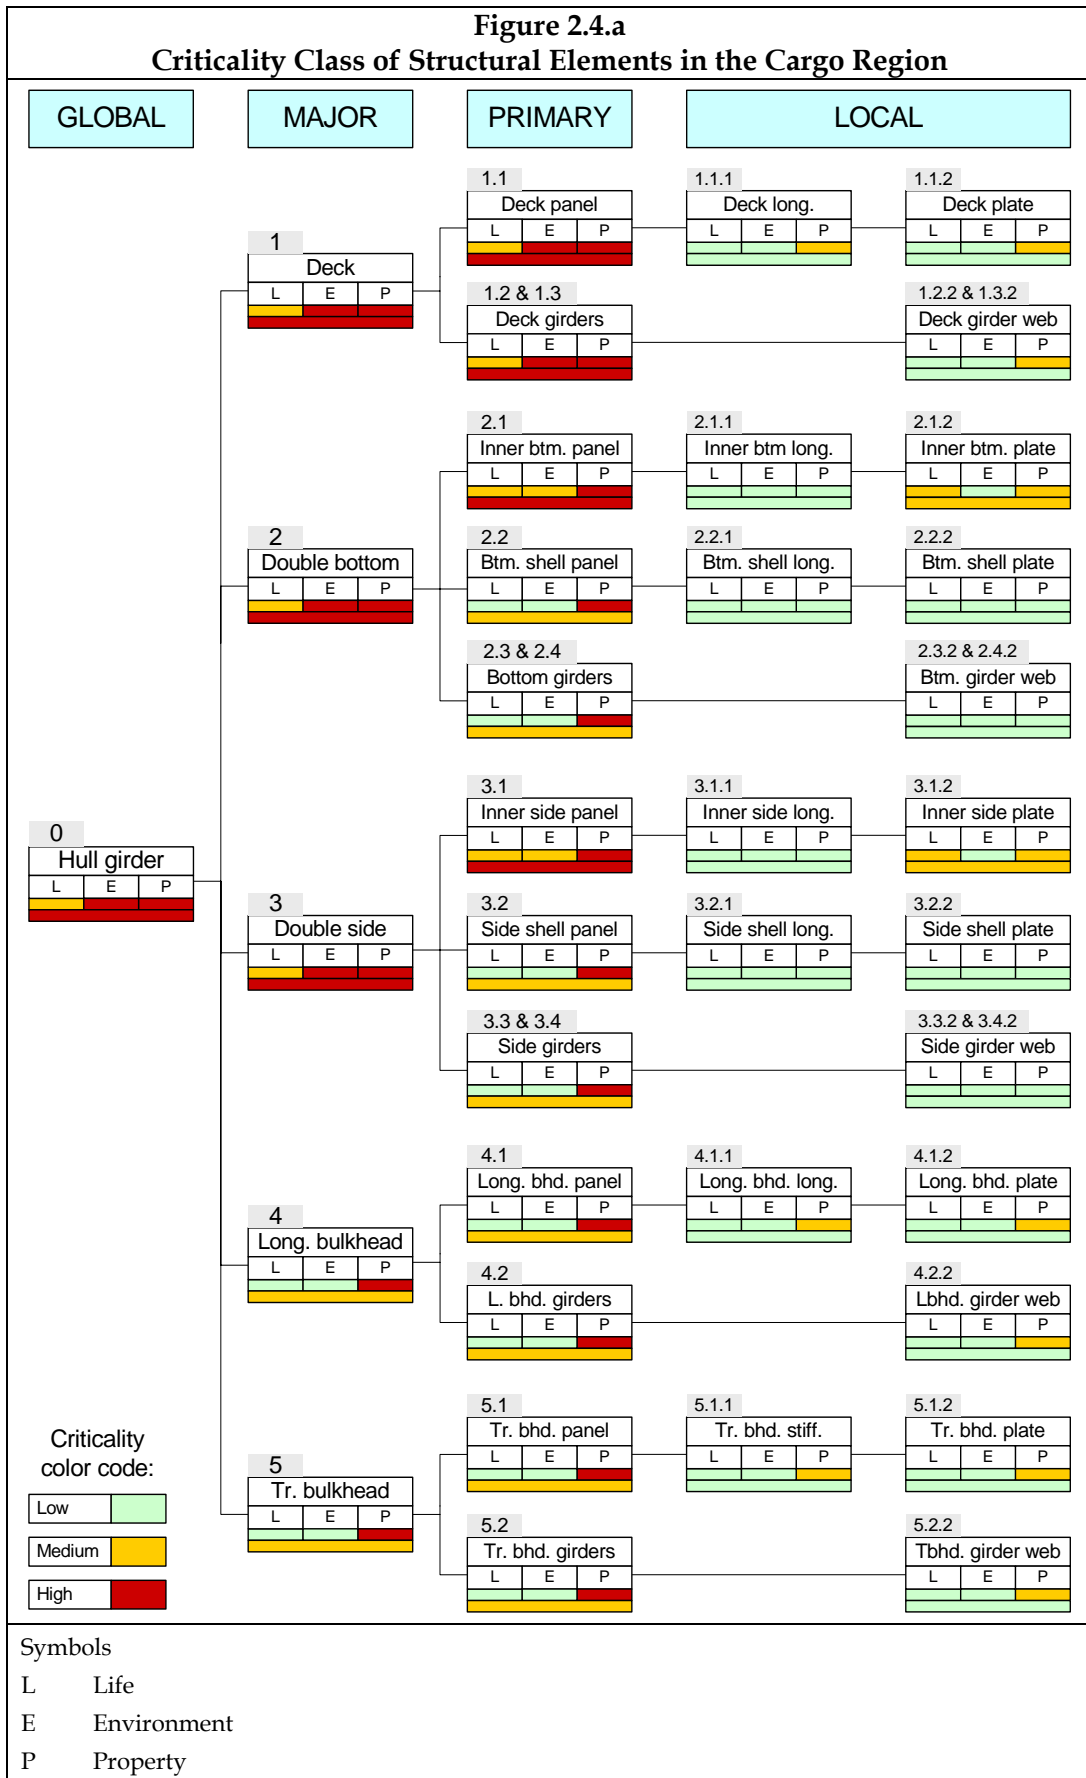 Figure 2.4.a
Criticality Class of Structural Elements in the Cargo Region
GLOBAL MAJOR PRIMARY LOCAL
1.1 1.1.1 1.1.2
Deck panel Deck long. Deck plate
L E P L E P L E P
1
Deck
L E P
1.2 & 1.3 1.2.2 & 1.3.2
Deck girders Deck girder web
L E P L E P
2.1 2.1.1 2.1.2
Inner btm. panel Inner btm long. Inner btm. plate
L E P L E P L E P
2 2.2 2.2.1 2.2.2
Double bottom Btm. shell panel Btm. shell long. Btm. shell plate
L E P L E P L E P L E P
2.3 & 2.4 2.3.2 & 2.4.2
Bottom girders Btm. girder web
L E P L E P
3.1 3.1.1 3.1.2
Inner side panel Inner side long. Inner side plate
L E P L E P L E P
0
Hull girder
L E P
3 3.2 3.2.1 3.2.2
Double side Side shell panel Side shell long. Side shell plate
L E P L E P L E P L E P
3.3 & 3.4 3.3.2 & 3.4.2
Side girders Side girder web
L E P L E P
4.1 4.1.1 4.1.2
Long. bhd. panel Long. bhd. long. Long. bhd. plate
L E P L E P L E P
4
Long. bulkhead
L E P
4.2 4.2.2
L. bhd. girders Lbhd. girder web
L E P L E P
5.1 5.1.1 5.1.2
Tr. bhd. panel Tr. bhd. stiff. Tr. bhd. plate
L E P L E P L E P
5
Tr. bulkhead
L E P
5.2 5.2.2
Tr. bhd. girders Tbhd. girder web
L E P L E P
Criticality
color code:
Low
Medium
High
Symbols
L Life
E Environment
P Property